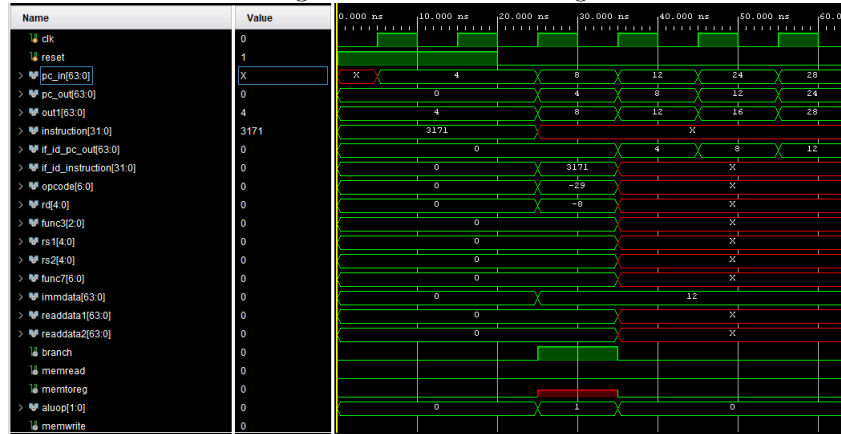 Name Value 0.000 ns 10.000 ns 20.000 ns 30.000 ns 40.000 ns 50.000 ns 60.0
clk 0
reset 1
pc_in[63:0] X X 4 8 12 24 28
pc_out[63:0] 0 0 4 8 12 24
out1[63:0] 4 4 8 12 16 28
instruction[31:0] 3171 3171 X
if_id_pc_out[63:0] 0 0 4 8 12
if_id_instruction[31:0] 0 0 3171 X
opcode[6:0] 0 0 -29 X
rd[4:0] 0 0 -8 X
func3[2:0] 0 0 X
rs1[4:0] 0 0 X
rs2[4:0] 0 0 X
func7[6:0] 0 0 X
immdata[63:0] 0 0 12
readdata1[63:0] 0 0 X
readdata2[63:0] 0 0 X
branch 0
memread 0
memtoreg 0
aluop[1:0] 0 0 1 0
memwrite 0